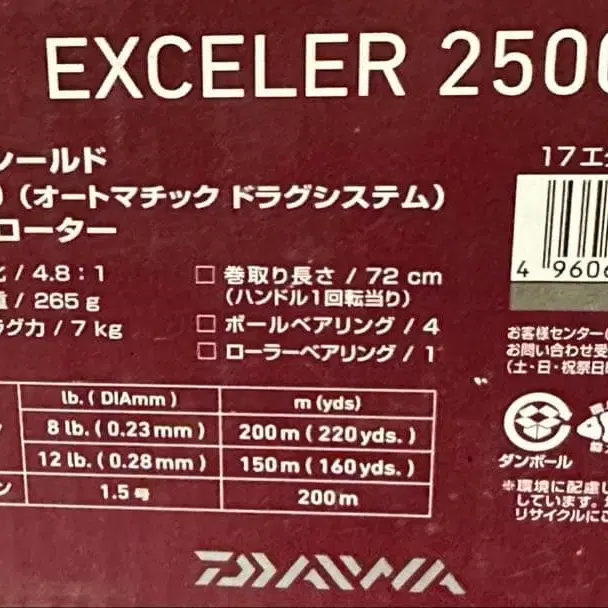 EXCELER 250
シールド
(オートマチック ドラグシステム)
ローター
/ 4.8 : 1
/ 265 g
グ力 / 7 kg
□ 巻取り長さ / 72 cm
(ハンドル1回転当り)
□ ボールベアリング / 4
□ ローラーベアリング / 1
lb. ( DIAmm ) m (yds)
8 lb. ( 0.23 mm ) 200 m ( 220 yds. )
12 lb. ( 0.28 mm ) 150 m ( 160 yds. )
ン 1.5号 200 m
17エ
4 9606
お客様センター
お問い合わせ受
(土・日・祝祭日
ダンボール
※環境に配慮し
しています。
リサイクルにご
DAIWA